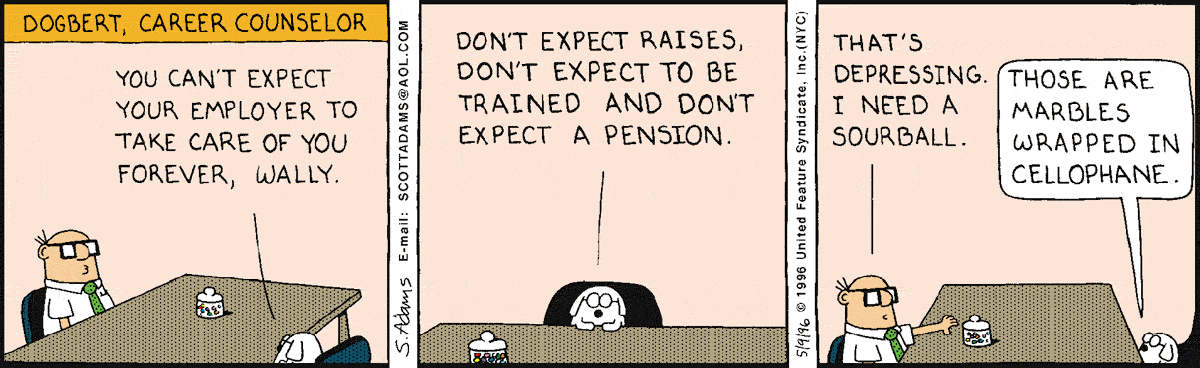 DOGBERT, CAREER COUNSELOR
YOU CAN'T EXPECT
YOUR EMPLOYER TO
TAKE CARE OF YOU
FOREVER, WALLY.
S. Adams E-mail: SCOTTADAMS@AOL.COM
DON'T EXPECT RAISES,
DON'T EXPECT TO BE
TRAINED AND DON'T
EXPECT A PENSION.
5/9/96 © 1996 United Feature Syndicate, Inc.(NYC)
THAT'S
DEPRESSING.
I NEED A
SOURBALL.
THOSE ARE
MARBLES
WRAPPED IN
CELLOPHANE.